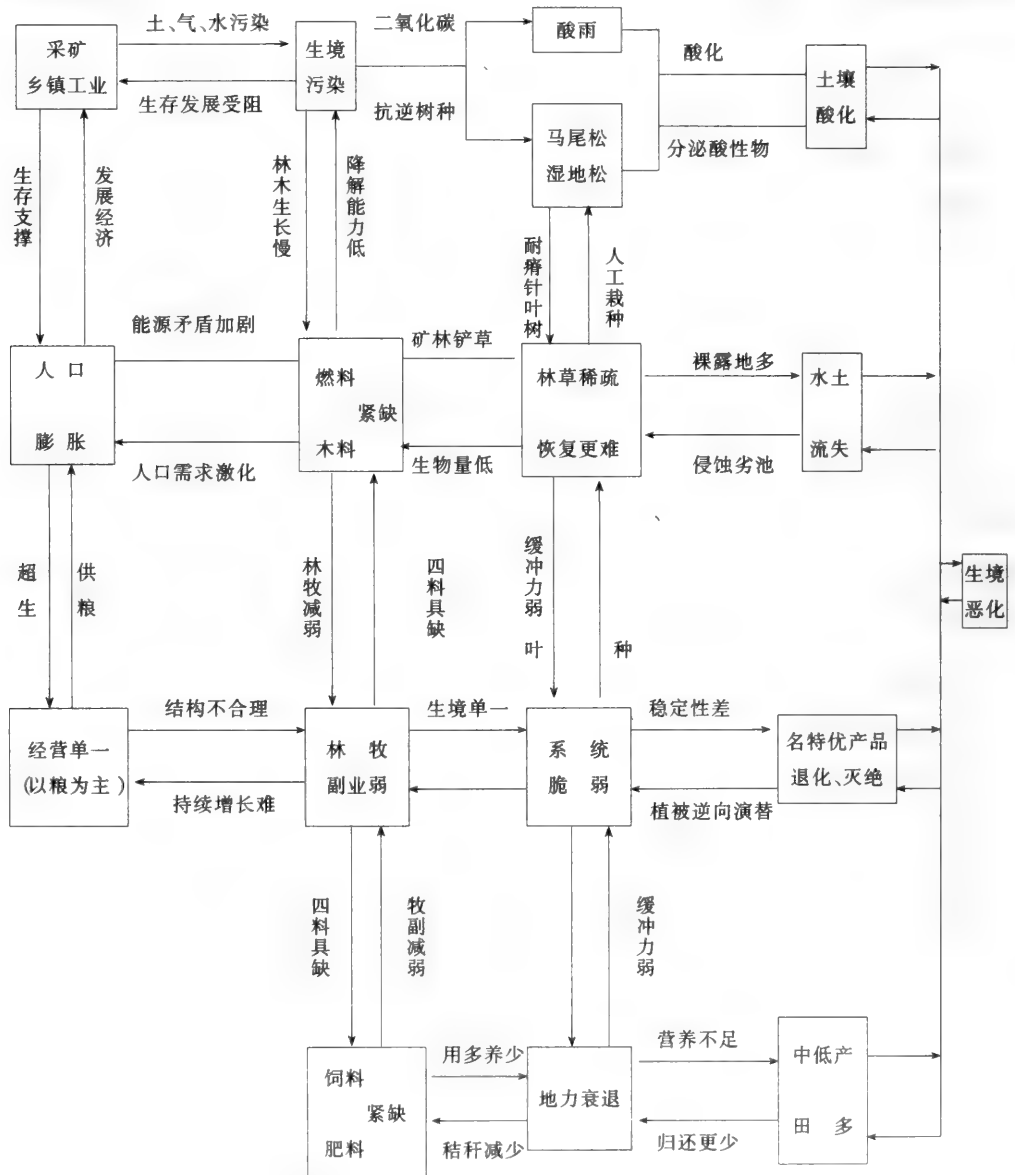 土、气、水污染
二氧化碳
酸雨
采矿
乡镇工业
生境
污染
酸化
土壤
酸化
生存发展受阻
抗逆树种
马尾松
湿地松
分泌酸性物
生存支撑
发展经济
林木生长慢
降解能力低
耐瘠针叶树
人工栽种
能源矛盾加剧
矿林铲草
裸露地多
人 口
膨 胀
燃料
紧缺
木料
林草稀疏
恢复更难
水土
流失
人口需求激化
生物量低
侵蚀劣池
超生
供粮
林牧减弱
四料具缺
缓冲力弱
叶
种
生境
恶化
结构不合理
生境单一
稳定性差
经营单一
(以粮为主)
林 牧
副业弱
系 统
脆 弱
名特优产品
退化、灭绝
持续增长难
植被逆向演替
四料具缺
牧副减弱
缓冲力弱
用多养少
营养不足
饲料
紧缺
肥料
地力衰退
中低产
田 多
秸秆减少
归还更少